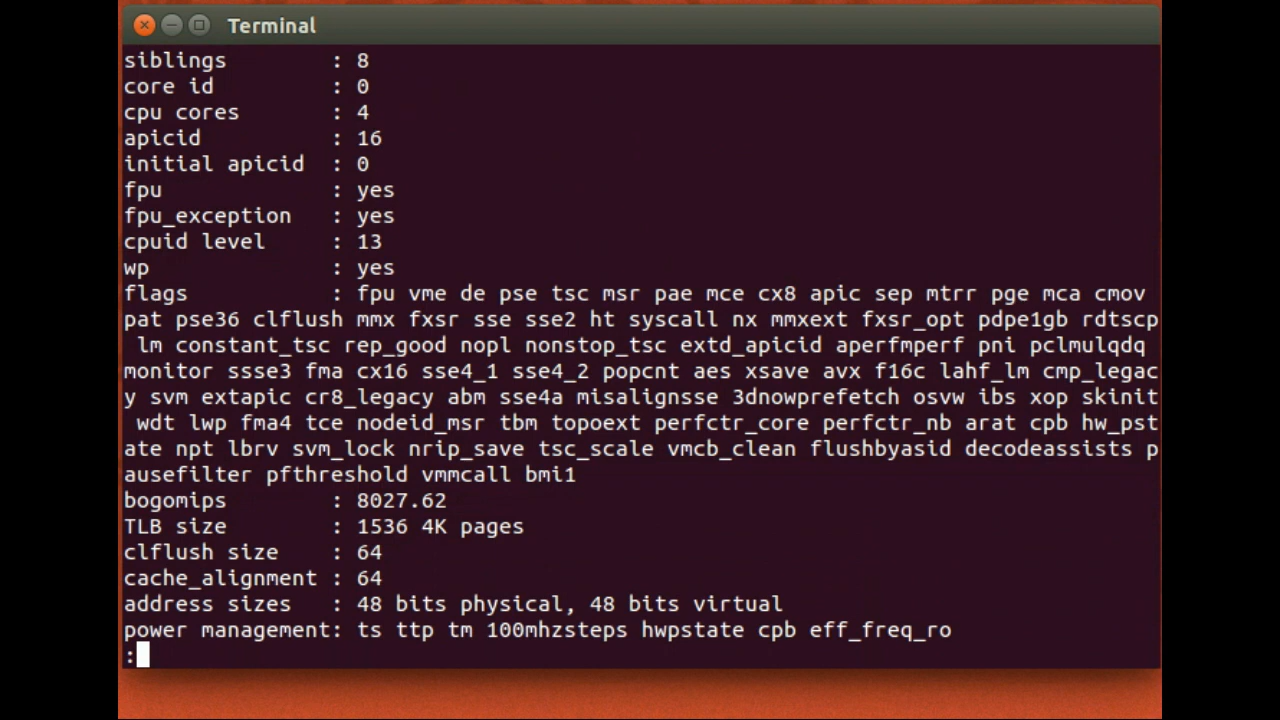 Terminal
siblings : 8
core id : 0
cpu cores : 4
apicid : 16
initial apicid : 0
fpu : yes
fpu_exception : yes
cpuid level : 13
wp : yes
flags : fpu vme de pse tsc msr pae mce cx8 apic sep mtrr pge mca cmov
pat pse36 clflush mmx fxsr sse sse2 ht syscall nx mmxext fxsr_opt pdpe1gb rdtscp
lm constant_tsc rep_good nopl nonstop_tsc extd_apicid aperfmperf pni pclmulqdq
monitor ssse3 fma cx16 sse4_1 sse4_2 popcnt aes xsave avx f16c lahf_lm cmp_legac
y svm extapic cr8_legacy abm sse4a misalignsse 3dnowprefetch osvw ibs xop skinit
wdt lwp fma4 tce nodeid_msr tbm topoext perfctr_core perfctr_nb arat cpb hw_pst
ate npt lbrv svm_lock nrip_save tsc_scale vmcb_clean flushbyasid decodeassists p
ausefilter pfthreshold vmmcall bmi1
bogomips : 8027.62
TLB size : 1536 4K pages
clflush size : 64
cache_alignment : 64
address sizes : 48 bits physical, 48 bits virtual
power management: ts ttp tm 100mhzsteps hwpstate cpb eff_freq_ro
: